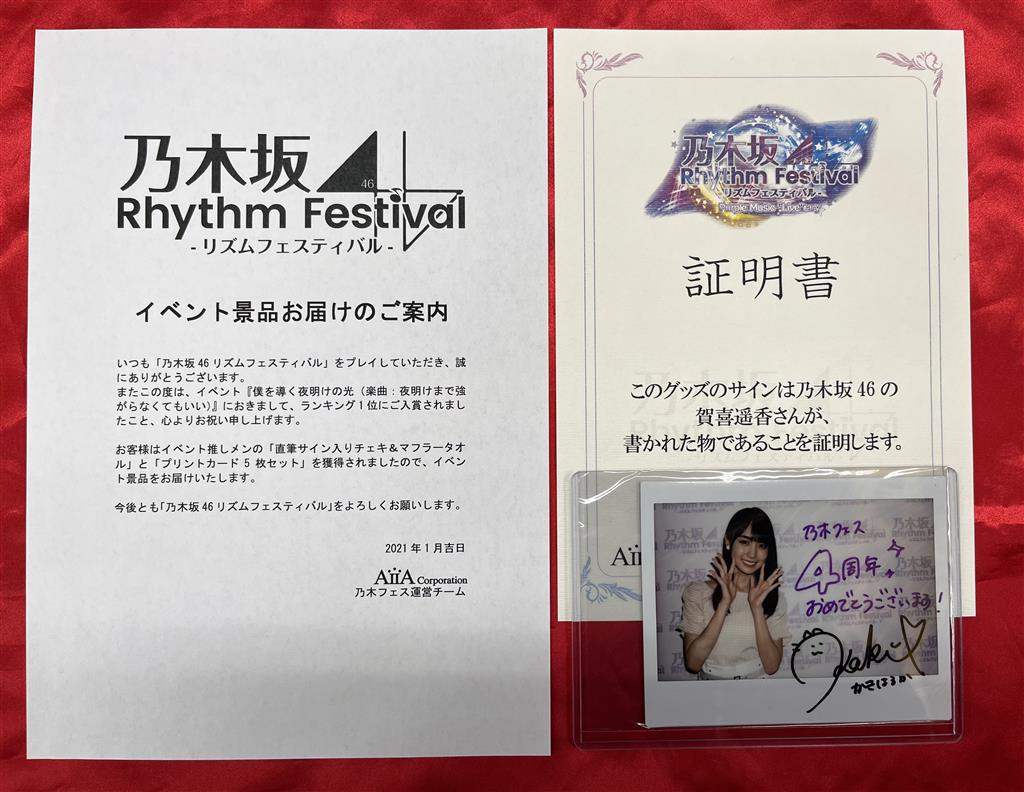 乃木坂46
Rhythm Festival
-リズムフェスティバル-
イベント景品お届けのご案内
いつも「乃木坂46リズムフェスティバル」をプレイしていただき、誠
にありがとうございます。
またこの度は、イベント『僕を導く夜明けの光(楽曲:夜明けまで強
がらなくてもいい)』におきまして、ランキング1位にご入賞されまし
たこと、心よりお祝い申し上げます。
お客様はイベント推しメンの「直筆サイン入りチェキ&マフラータオ
ル」と「プリントカード5枚セット」を獲得されましたので、イベン
ト景品をお届けいたします。
今後とも「乃木坂46リズムフェスティバル」をよろしくお願いします。
2021年1月吉日
AiiA Corporation
乃木フェス運営チーム
乃木坂46
Rhythm Festival
-リズムフェスティバル-
証明書
このグッズのサインは乃木坂46の
賀喜遥香さんが、
書かれた物であることを証明します。
Aii
乃木フェス
4周年
おめでとうございます!
Kaki
かきはるか